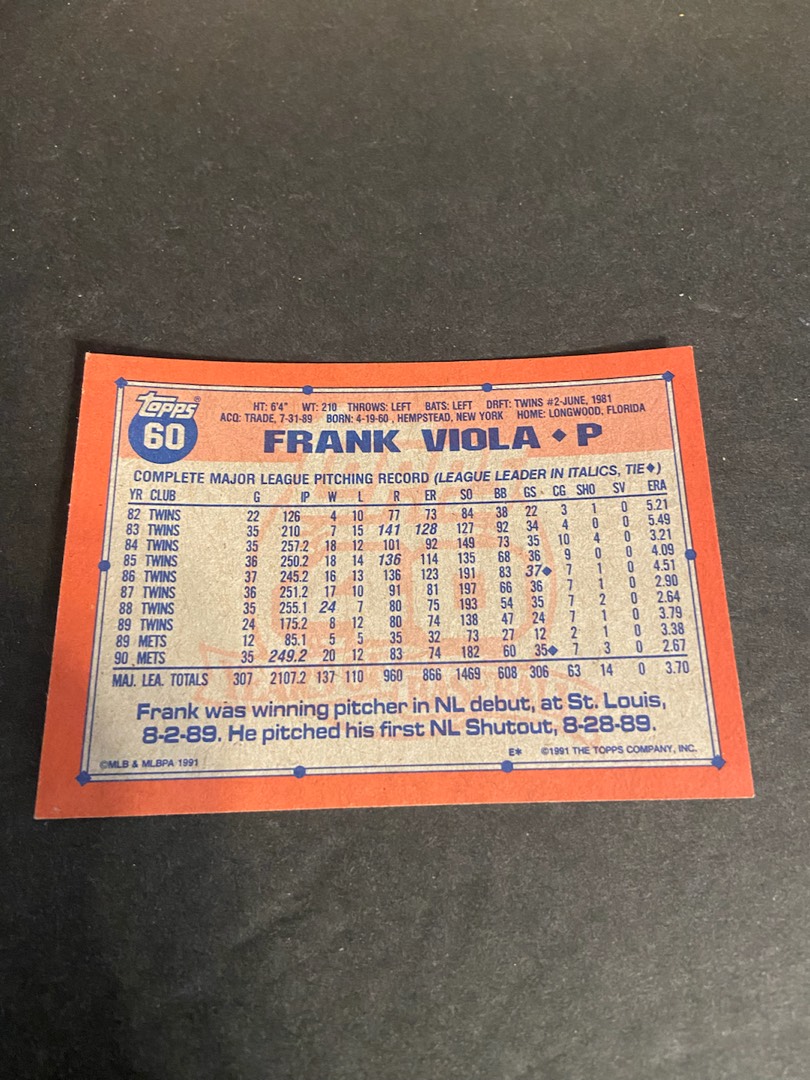 Topps®
60
HT: 6'4" WT: 210 THROWS: LEFT BATS: LEFT DRFT: TWINS #2-JUNE, 1981
ACQ: TRADE, 7-31-89 BORN: 4-19-60, HEMPSTEAD, NEW YORK HOME: LONGWOOD, FLORIDA
FRANK VIOLA ◆ P
COMPLETE MAJOR LEAGUE PITCHING RECORD (LEAGUE LEADER IN ITALICS, TIE◆)
YR CLUB G IP W L R ER SO BB GS CG SHO SV ERA
82 TWINS 22 126 4 10 77 73 84 38 22 3 1 0 5.21
83 TWINS 35 210 7 15 141 128 127 92 34 4 0 0 5.49
84 TWINS 35 257.2 18 12 101 92 149 73 35 10 4 0 3.21
85 TWINS 36 250.2 18 14 136 114 135 68 36 9 0 0 4.09
86 TWINS 37 245.2 16 13 136 123 191 83 37◆ 7 1 0 4.51
87 TWINS 36 251.2 17 10 91 81 197 66 36 7 1 0 2.90
88 TWINS 35 255.1 24 7 80 75 193 54 35 7 2 0 2.64
89 TWINS 24 175.2 8 12 80 74 138 47 24 7 1 0 3.79
89 METS 12 85.1 5 5 35 32 73 27 12 2 1 0 3.38
90 METS 35 249.2 20 12 83 74 182 60 35◆ 7 3 0 2.67
MAJ. LEA. TOTALS 307 2107.2 137 110 960 866 1469 608 306 63 14 0 3.70
Frank was winning pitcher in NL debut, at St. Louis,
8-2-89. He pitched his first NL Shutout, 8-28-89.
©MLB & MLBPA 1991 E* ©1991 THE TOPPS COMPANY, INC.